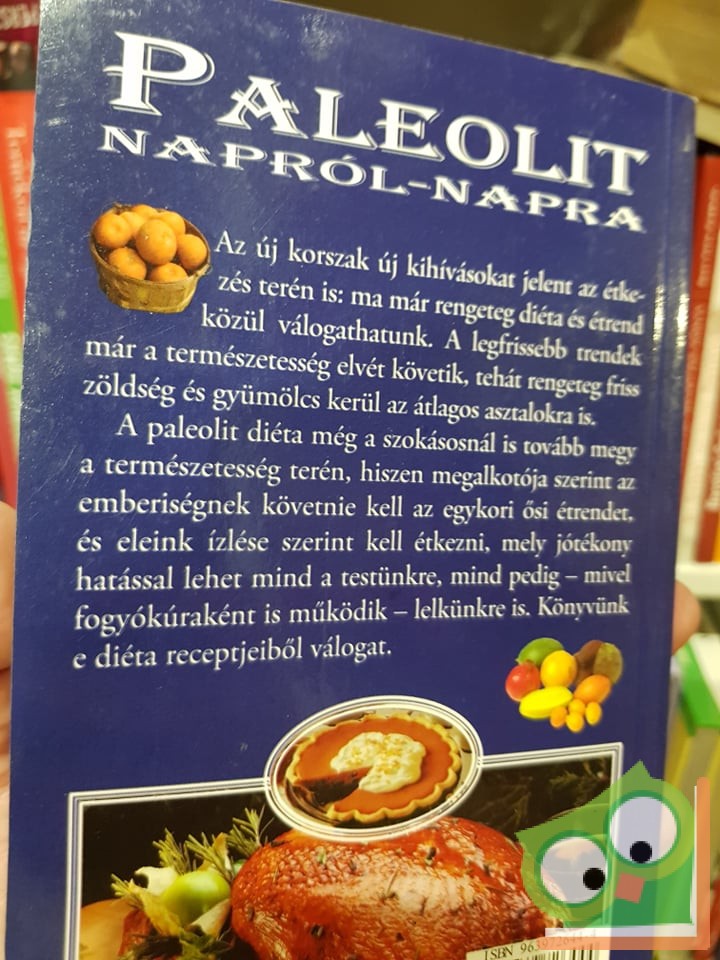 PALEOLIT
NAPRÓL-NAPRA
Az új korszak új kihívásokat jelent az étke-
zés terén is: ma már rengeteg diéta és étrend
közül válogathatunk. A legfrissebb trendek
már a természetesség elvét követik, tehát rengeteg friss
zöldség és gyümölcs kerül az átlagos asztalokra is.
A paleolit diéta még a szokásosnál is tovább megy
a természetesség terén, hiszen megalkotója szerint az
emberiségnek követnie kell az egykori ősi étrendet,
és eleink ízlése szerint kell étkezni, mely jótékony
hatással lehet mind a testünkre, mind pedig – mivel
fogyókúraként is működik – lelkünkre is. Könyvünk
e diéta receptjeiből válogat.
ISBN